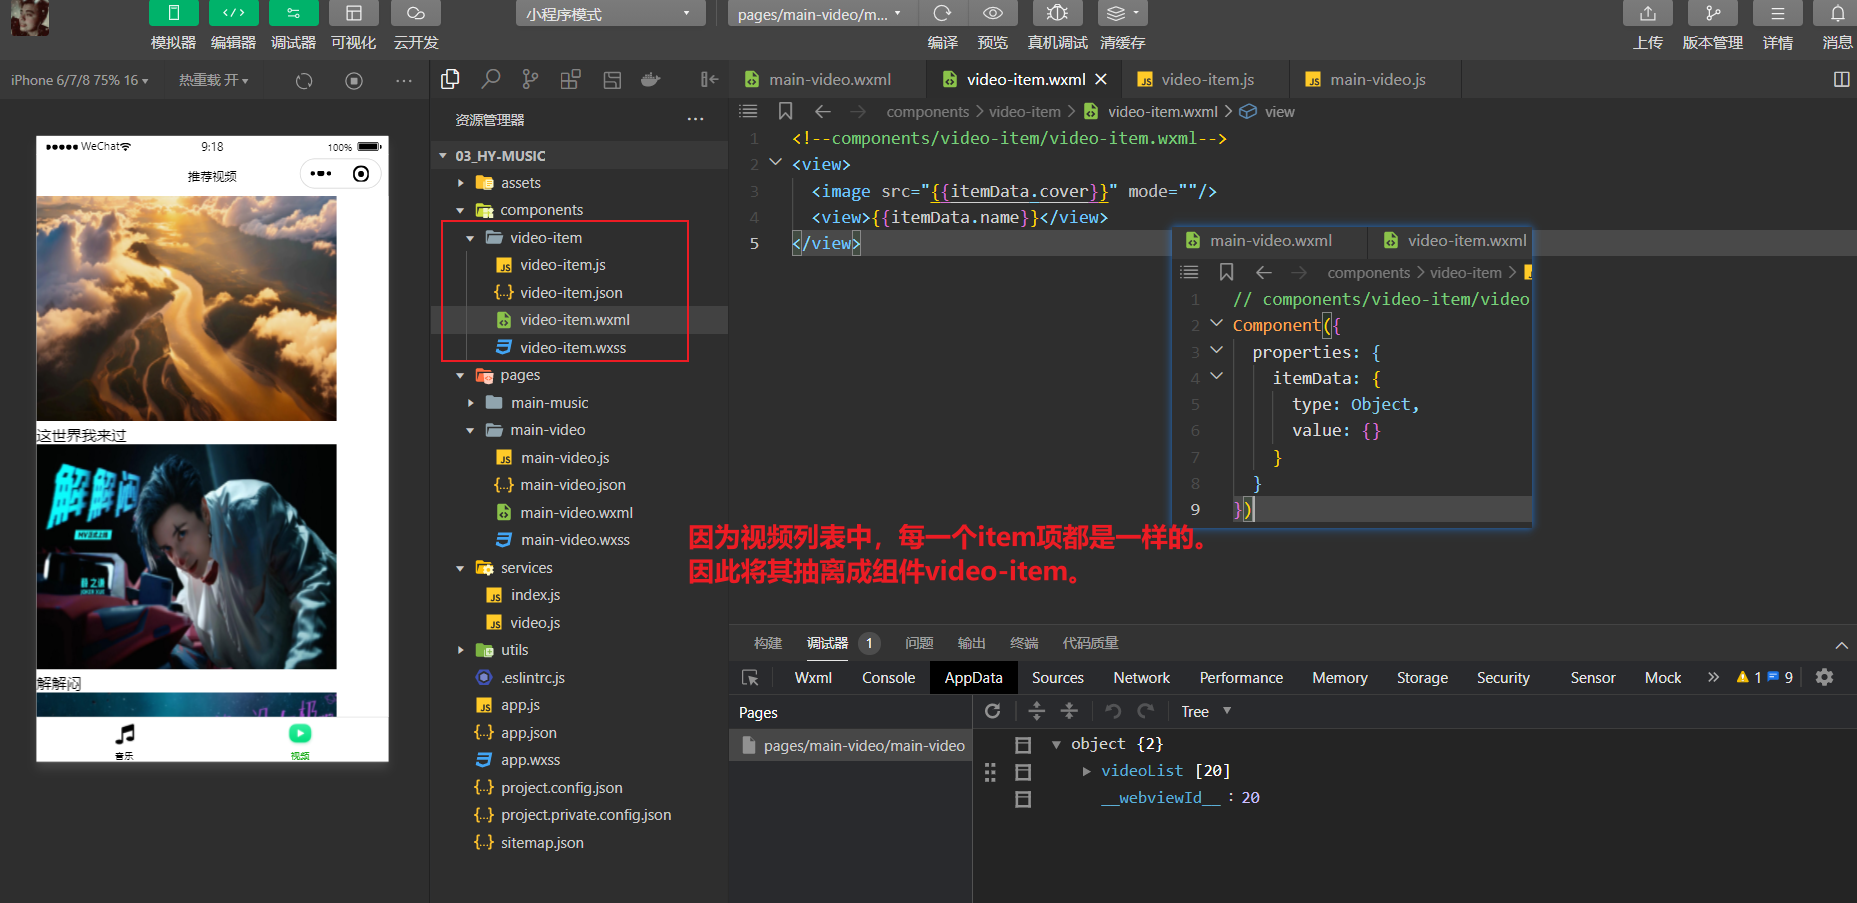 模拟器 编辑器 调试器 可视化 云开发
小程序模式
pages/main-video/m...
编译 预览 真机调试 清缓存
上传 版本管理 详情 消息
iPhone 6/7/8 75% 16
热重载 开
WeChat 9:18 100%
推荐视频
解解闷
这世界我来过
解解闷
音乐 视频
资源管理器
03_HY-MUSIC
assets
components
video-item
video-item.js
video-item.json
video-item.wxml
video-item.wxss
pages
main-music
main-video
main-video.js
main-video.json
main-video.wxml
main-video.wxss
services
index.js
video.js
utils
.eslintrc.js
app.js
app.json
app.wxss
project.config.json
project.private.config.json
sitemap.json
main-video.wxml video-item.wxml video-item.js main-video.js
components > video-item > video-item.wxml > view
1 <!--components/video-item/video-item.wxml-->
2 <view>
3 <image src="{{itemData.cover}}" mode=""/>
4 <view>{{itemData.name}}</view>
5 </view>
main-video.wxml video-item.wxml
components > video-item >
1 // components/video-item/video
2 Component({
3 properties: {
4 itemData: {
5 type: Object,
6 value: {}
7 }
8 }
9 })
因为视频列表中，每一个item项都是一样的。
因此将其抽离成组件video-item。
构建 调试器 1 问题 输出 终端 代码质量
Wxml Console AppData Sources Network Performance Memory Storage Security Sensor Mock 1 9
Pages
Tree
pages/main-video/main-video
object {2}
videoList [20]
__webviewId__ : 20